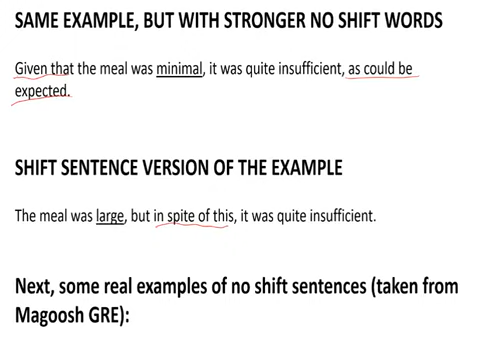 SAME EXAMPLE, BUT WITH STRONGER NO SHIFT WORDS
Given that the meal was minimal, it was quite insufficient, as could be
expected.
SHIFT SENTENCE VERSION OF THE EXAMPLE
The meal was large, but in spite of this, it was quite insufficient.
Next, some real examples of no shift sentences (taken from
Magoosh GRE):